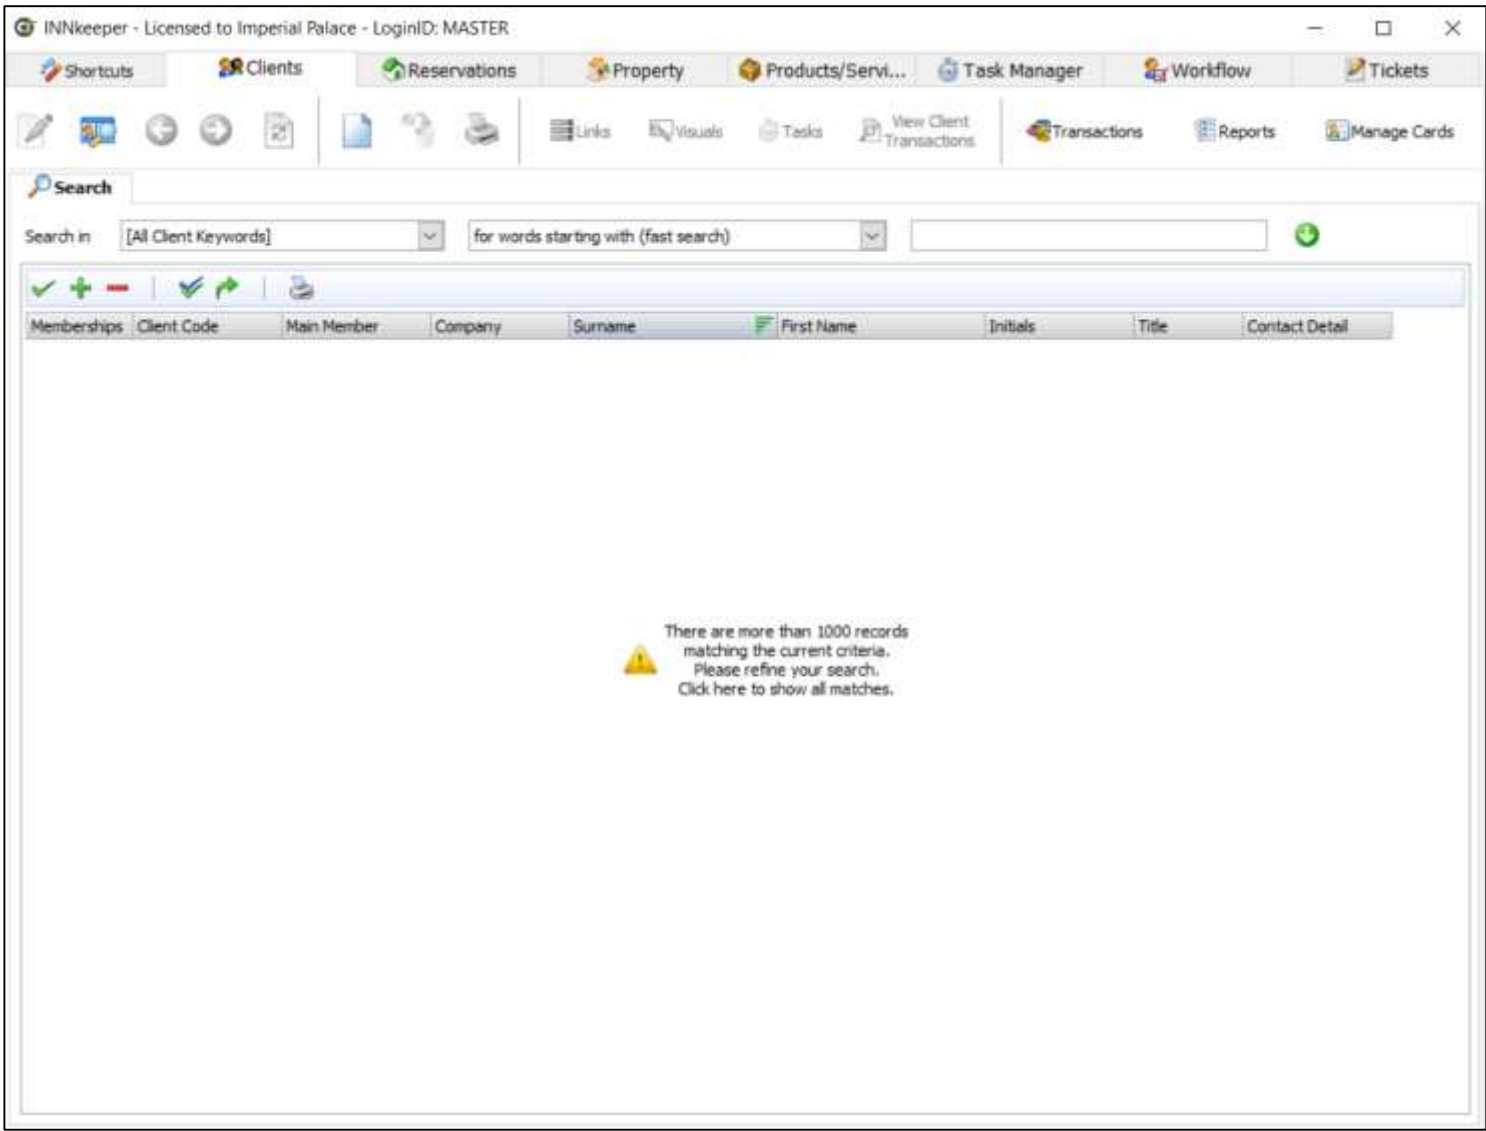 INNkeeper - Licensed to Imperial Palace - LoginID: MASTER
Shortcuts Clients Reservations Property Products/Servi... Task Manager Workflow Tickets
Links Visuals Tasks View Client Transactions Transactions Reports Manage Cards
Search
Search in [All Client Keywords] for words starting with (fast search)
Memberships Client Code Main Member Company Surname First Name Initials Title Contact Detail
There are more than 1000 records
matching the current criteria.
Please refine your search.
Click here to show all matches.